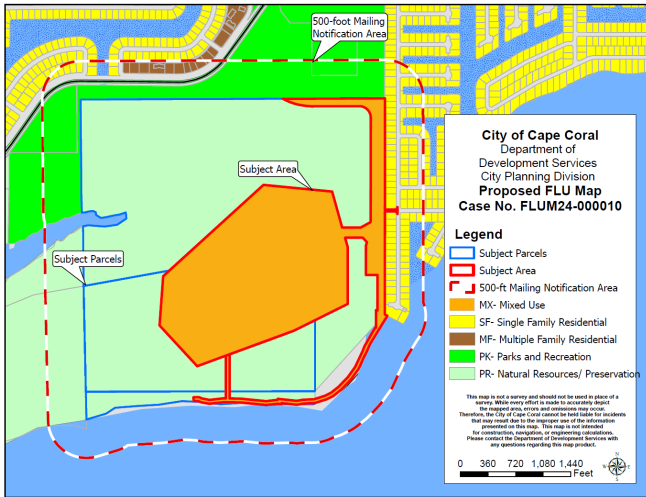 500-foot Mailing
Notification Area
Subject Area
Subject Parcels
City of Cape Coral
Department of
Development Services
City Planning Division
Proposed FLU Map
Case No. FLUM24-000010
Legend
Subject Parcels
Subject Area
500-ft Mailing Notification Area
MX- Mixed Use
SF- Single Family Residential
MF- Multiple Family Residential
PK- Parks and Recreation
PR- Natural Resources/ Preservation
This map is not a survey and should not be used in place of a
survey. While every effort is made to accurately depict
the mapped area, errors and omissions may occur.
Therefore, the City of Cape Coral cannot be held liable for incidents
that may result due to the improper use of the information
presented on this map. This map is not intended
for construction, navigation, or engineering calculations.
Please contact the Department of Development Services with
any questions regarding this map product.
0 360 720 1,080 1,440
Feet
N
W E
S